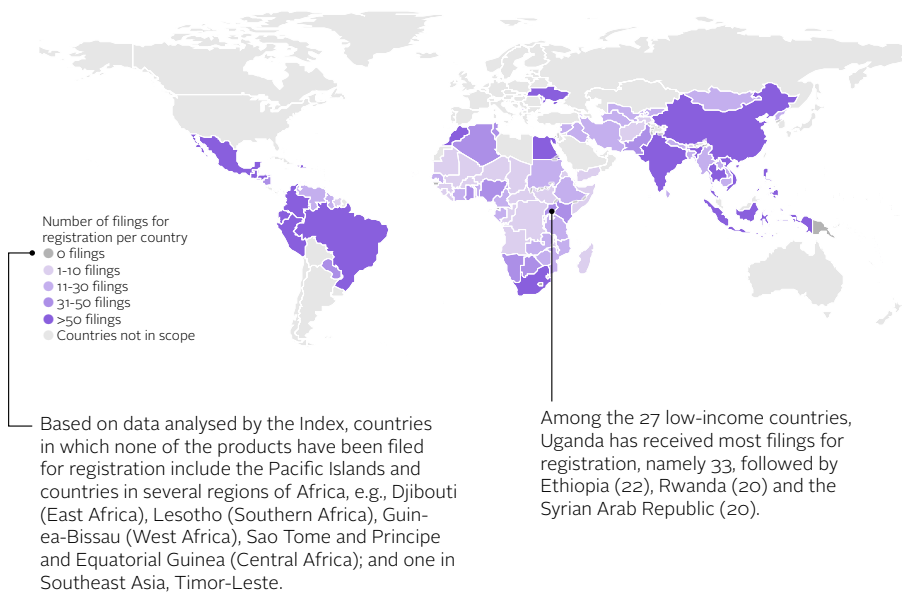 Number of filings for
registration per country
0 filings
1-10 filings
11-30 filings
31-50 filings
>50 filings
Countries not in scope
Based on data analysed by the Index, countries
in which none of the products have been filed
for registration include the Pacific Islands and
countries in several regions of Africa, e.g., Djibouti
(East Africa), Lesotho (Southern Africa), Guin-
ea-Bissau (West Africa), Sao Tome and Principe
and Equatorial Guinea (Central Africa); and one in
Southeast Asia, Timor-Leste.
Among the 27 low-income countries,
Uganda has received most filings for
registration, namely 33, followed by
Ethiopia (22), Rwanda (20) and the
Syrian Arab Republic (20).